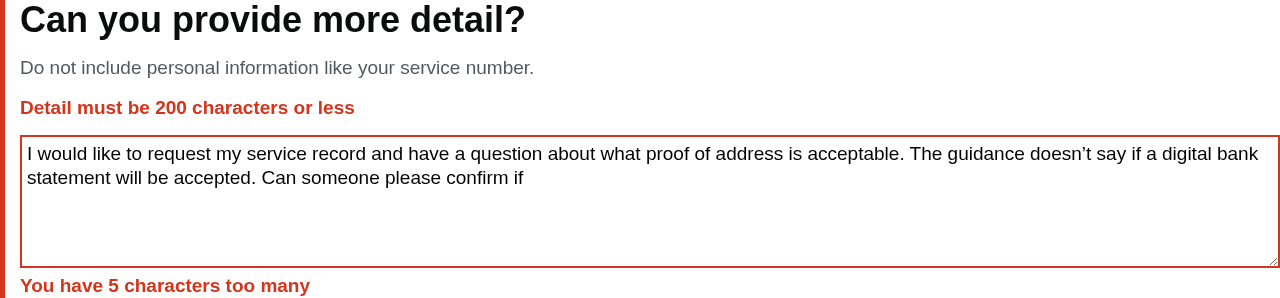 Can you provide more detail?
Do not include personal information like your service number.
Detail must be 200 characters or less
I would like to request my service record and have a question about what proof of address is acceptable. The guidance doesn’t say if a digital bank
statement will be accepted. Can someone please confirm if
You have 5 characters too many